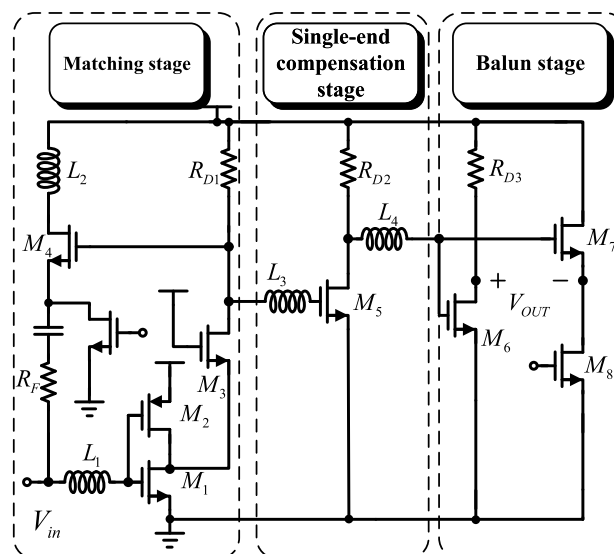 Matching stage
Single-end
compensation
stage
Balun stage
L2
RD1
RD2
RD3
M4
L4
M7
L3
M5
+
−
VOUT
M6
M3
M8
RF
M2
L1
M1
Vin